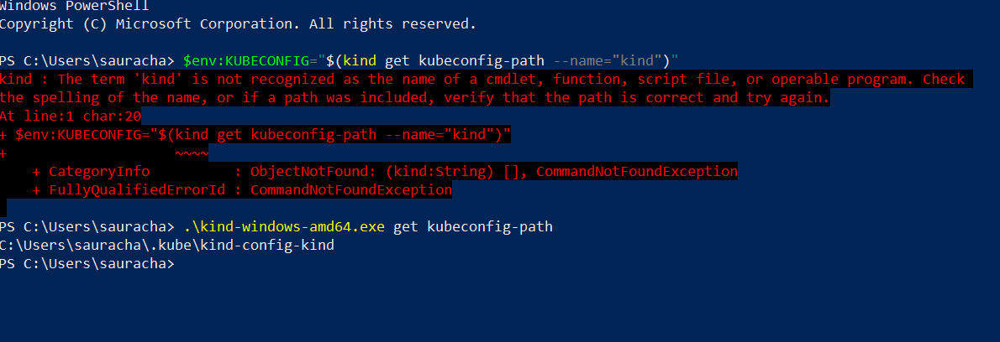 Windows PowerShell
Copyright (C) Microsoft Corporation. All rights reserved.
PS C:\Users\sauracha> $env:KUBECONFIG="$(kind get kubeconfig-path --name="kind")"
kind : The term 'kind' is not recognized as the name of a cmdlet, function, script file, or operable program. Check
the spelling of the name, or if a path was included, verify that the path is correct and try again.
At line:1 char:20
+ $env:KUBECONFIG="$(kind get kubeconfig-path --name="kind")"
+                    ~~~~
    + CategoryInfo          : ObjectNotFound: (kind:String) [], CommandNotFoundException
    + FullyQualifiedErrorId : CommandNotFoundException
PS C:\Users\sauracha> .\kind-windows-amd64.exe get kubeconfig-path
C:\Users\sauracha\.kube\kind-config-kind
PS C:\Users\sauracha>